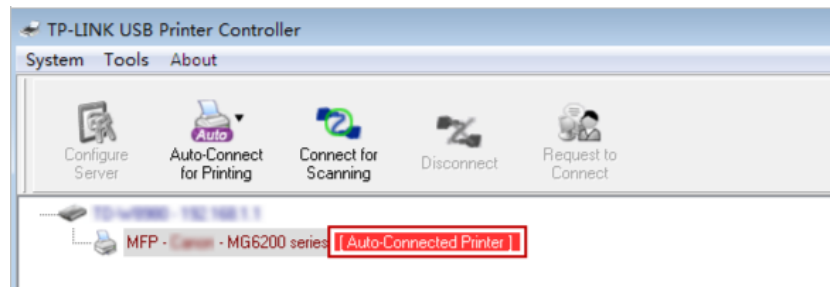 TP-LINK USB Printer Controller
System Tools About
Configure Server
Auto
Auto-Connect for Printing
Connect for Scanning
Disconnect
Request to Connect
MFP - - MG6200 series [ Auto-Connected Printer ]